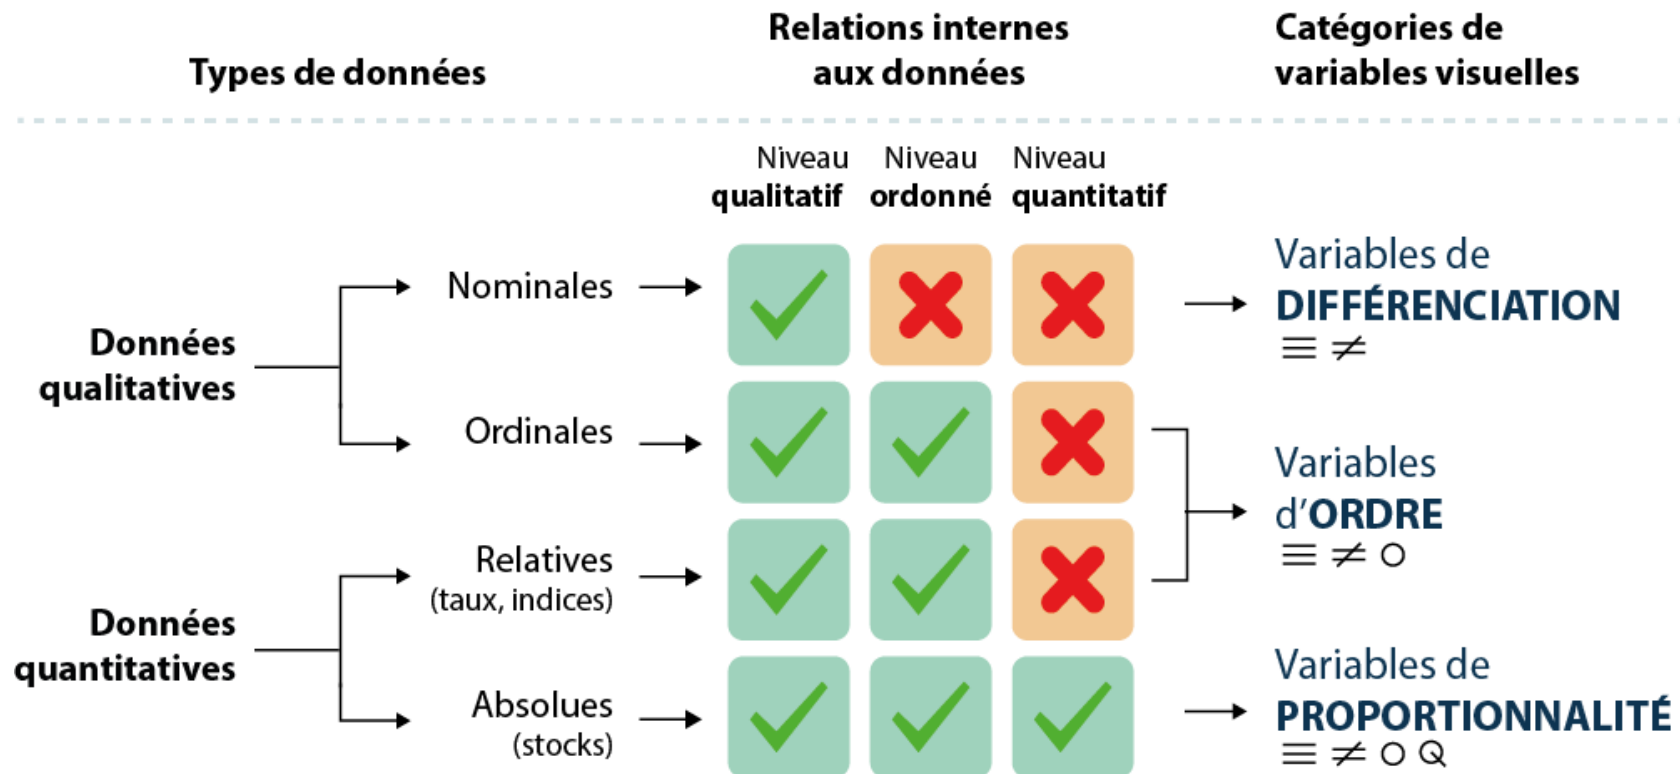 Types de données
Relations internes
aux données
Catégories de
variables visuelles
Niveau
qualitatif
Niveau
ordonné
Niveau
quantitatif
Données
qualitatives
Nominales
Variables de
DIFFÉRENCIATION
≡ ≠
Ordinales
Variables
d'ORDRE
≡ ≠ O
Données
quantitatives
Relatives
(taux, indices)
Absolues
(stocks)
Variables de
PROPORTIONNALITÉ
≡ ≠ O Q